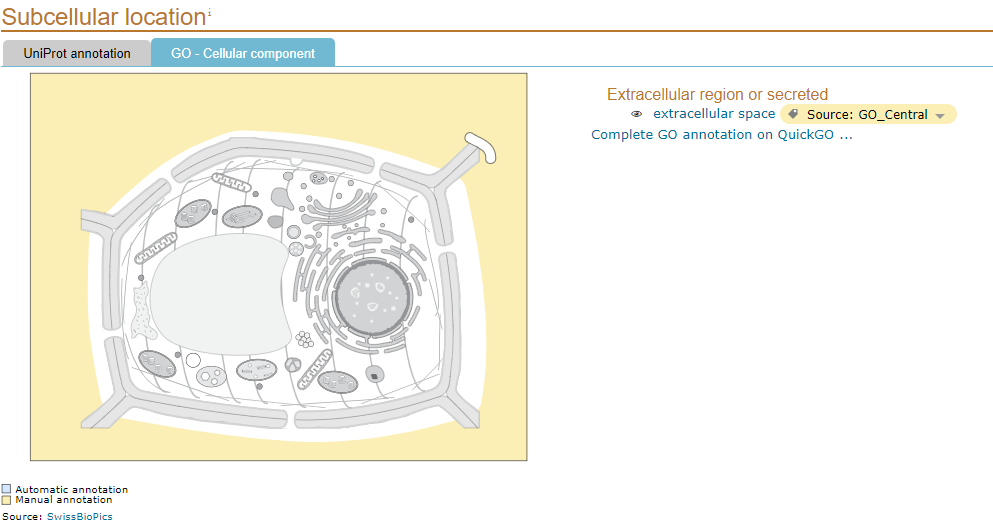 Subcellular locationⁱ
UniProt annotation
GO - Cellular component
Extracellular region or secreted
extracellular space Source: GO_Central
Complete GO annotation on QuickGO ...
Automatic annotation
Manual annotation
Source: SwissBioPics